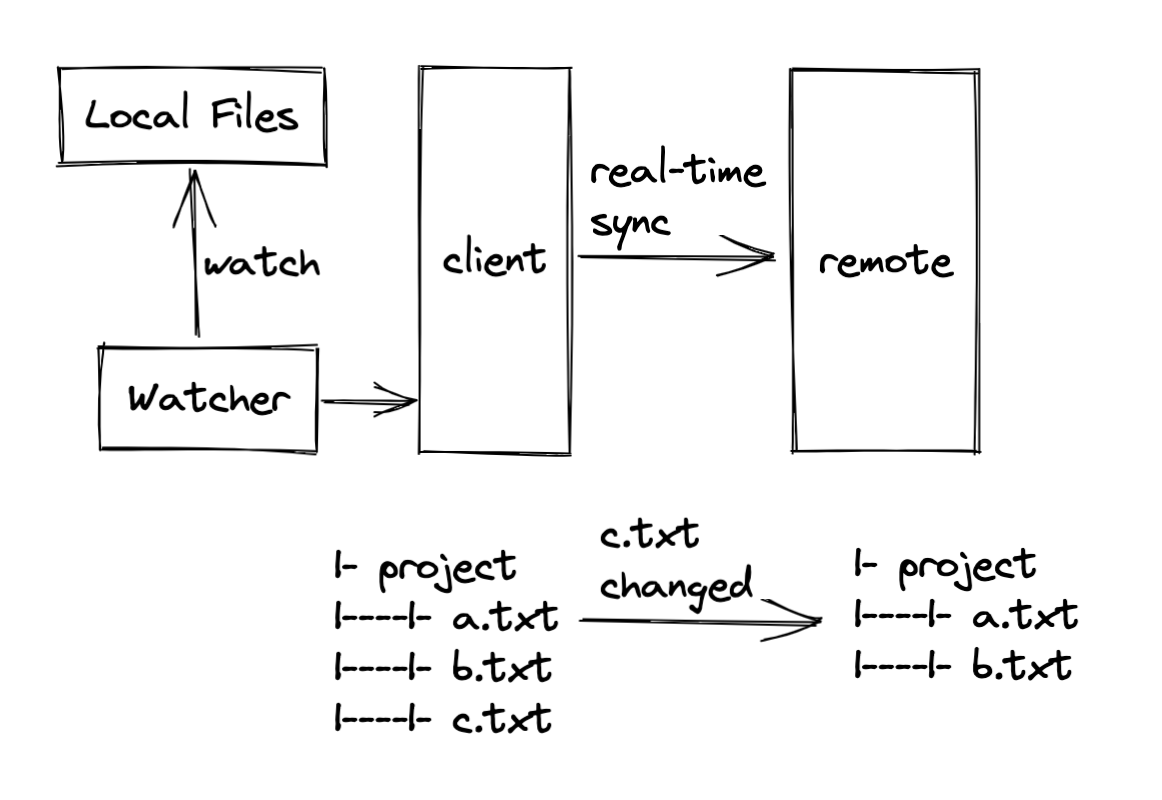 Local Files
watch
Watcher
client
real-time
sync
remote
|- project
|----|- a.txt
|----|- b.txt
|----|- c.txt
c.txt
changed
|- project
|----|- a.txt
|----|- b.txt